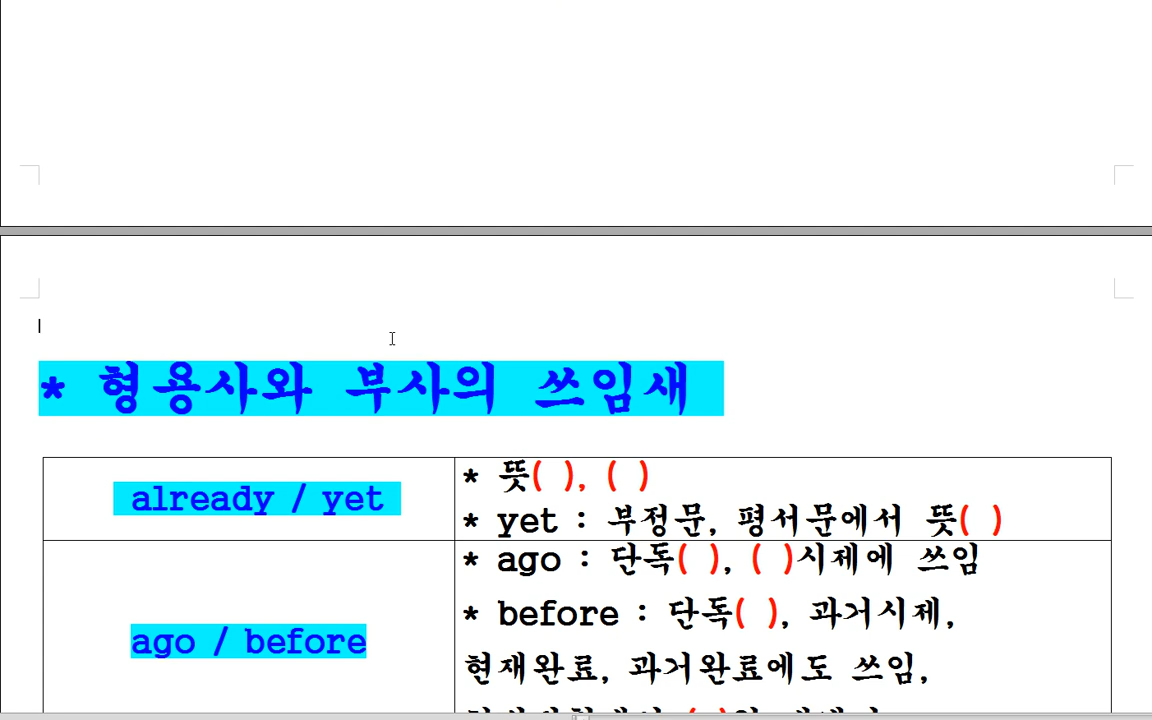 * 형용사와 부사의 쓰임새
already / yet
* 뜻( ), ( )
* yet : 부정문, 평서문에서 뜻( )
ago / before
* ago : 단독( ), ( )시제에 쓰임
* before : 단독( ), 과거시제,
현재완료, 과거완료에도 쓰임,